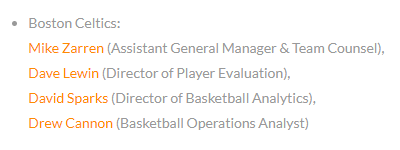 Boston Celtics:
Mike Zarren (Assistant General Manager & Team Counsel),
Dave Lewin (Director of Player Evaluation),
David Sparks (Director of Basketball Analytics),
Drew Cannon (Basketball Operations Analyst)